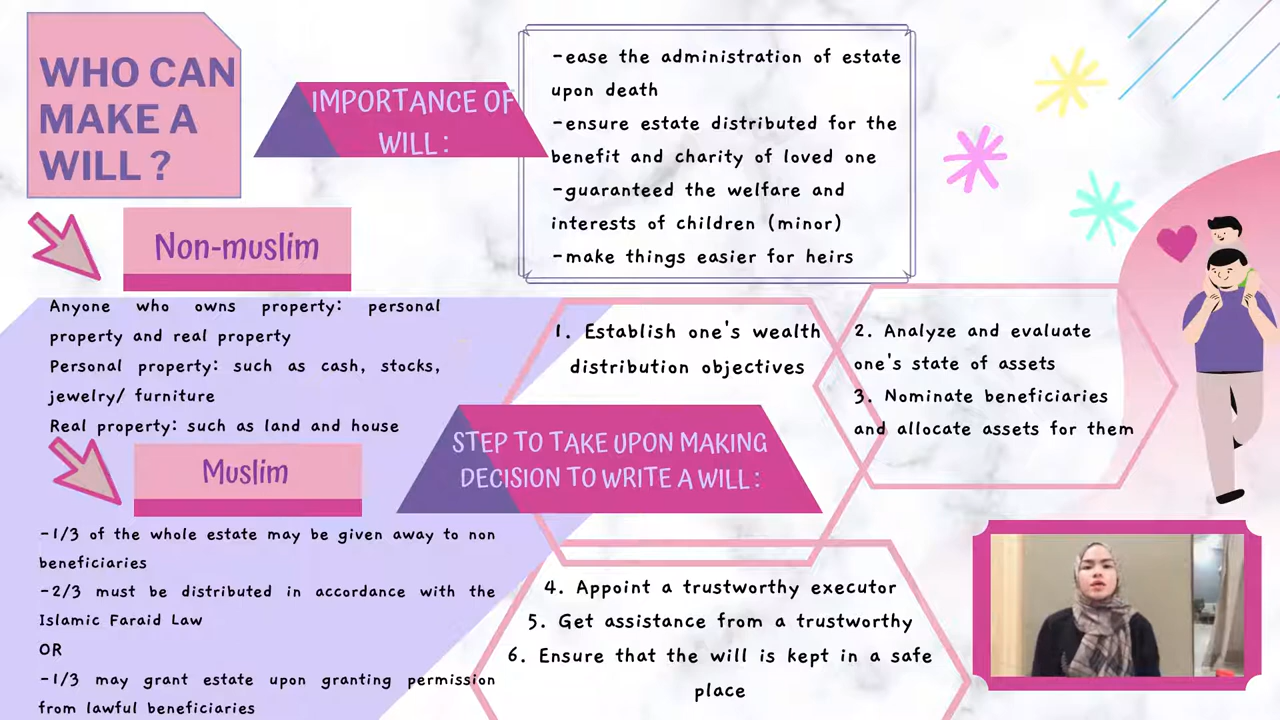 WHO CAN
MAKE A
WILL ?
IMPORTANCE OF
WILL :
-ease the administration of estate
upon death
-ensure estate distributed for the
benefit and charity of loved one
-guaranteed the welfare and
interests of children (minor)
-make things easier for heirs
Non-muslim
Anyone who owns property: personal
property and real property
Personal property: such as cash, stocks,
jewelry/ furniture
Real property: such as land and house
Muslim
-1/3 of the whole estate may be given away to non
beneficiaries
-2/3 must be distributed in accordance with the
Islamic Faraid Law
OR
-1/3 may grant estate upon granting permission
from lawful beneficiaries
STEP TO TAKE UPON MAKING
DECISION TO WRITE A WILL :
1. Establish one's wealth
distribution objectives
2. Analyze and evaluate
one's state of assets
3. Nominate beneficiaries
and allocate assets for them
4. Appoint a trustworthy executor
5. Get assistance from a trustworthy
6. Ensure that the will is kept in a safe
place